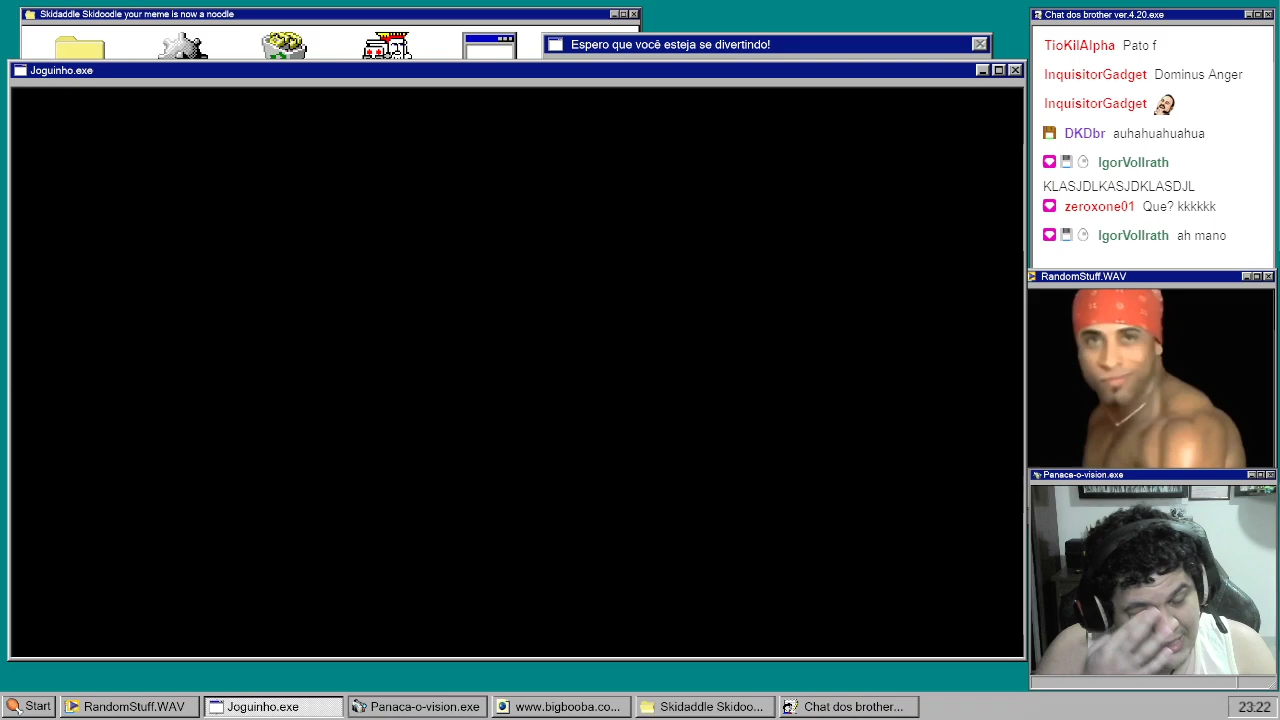 Skidaddle Skidoodle your meme is now a noodle
Espero que você esteja se divertindo!
Joguinho.exe
Chat dos brother ver.4.20.exe
TioKilAlpha Pato f
InquisitorGadget Dominus Anger
InquisitorGadget
DKDbr auhahuahuahua
IgorVollrath
KLASJDLKASJDKLASDJL
zeroxone01 Que? kkkkkk
IgorVollrath ah mano
RandomStuff.WAV
Panaca-o-vision.exe
Start
RandomStuff.WAV
Joguinho.exe
Panaca-o-vision.exe
www.bigbooba.co...
Skidaddle Skidoo...
Chat dos brother...
23:22